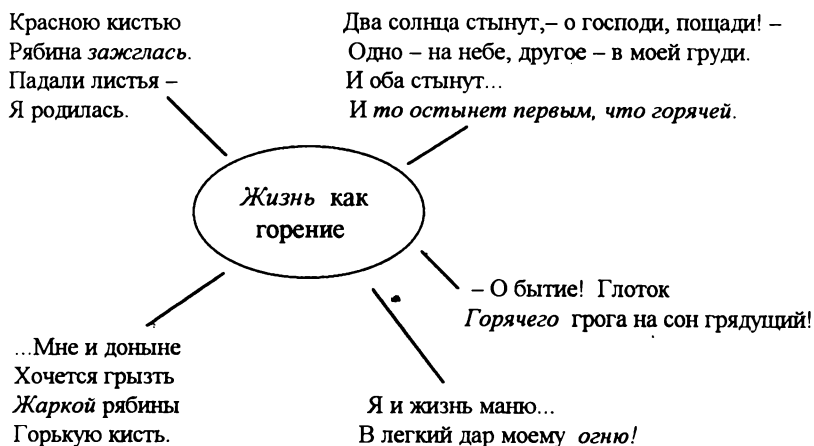 Красною кистью
Рябина зажглась.
Падали листья –
Я родилась.
Два солнца стынут,– о господи, пощади! –
Одно – на небе, другое – в моей груди.
И оба стынут...
И то остынет первым, что горячей.
Жизнь как
горение
– О бытие! Глоток
Горячего грога на сон грядущий!
...Мне и доныне
Хочется грызть
Жаркой рябины
Горькую кисть.
Я и жизнь маню...
В легкий дар моему огню!